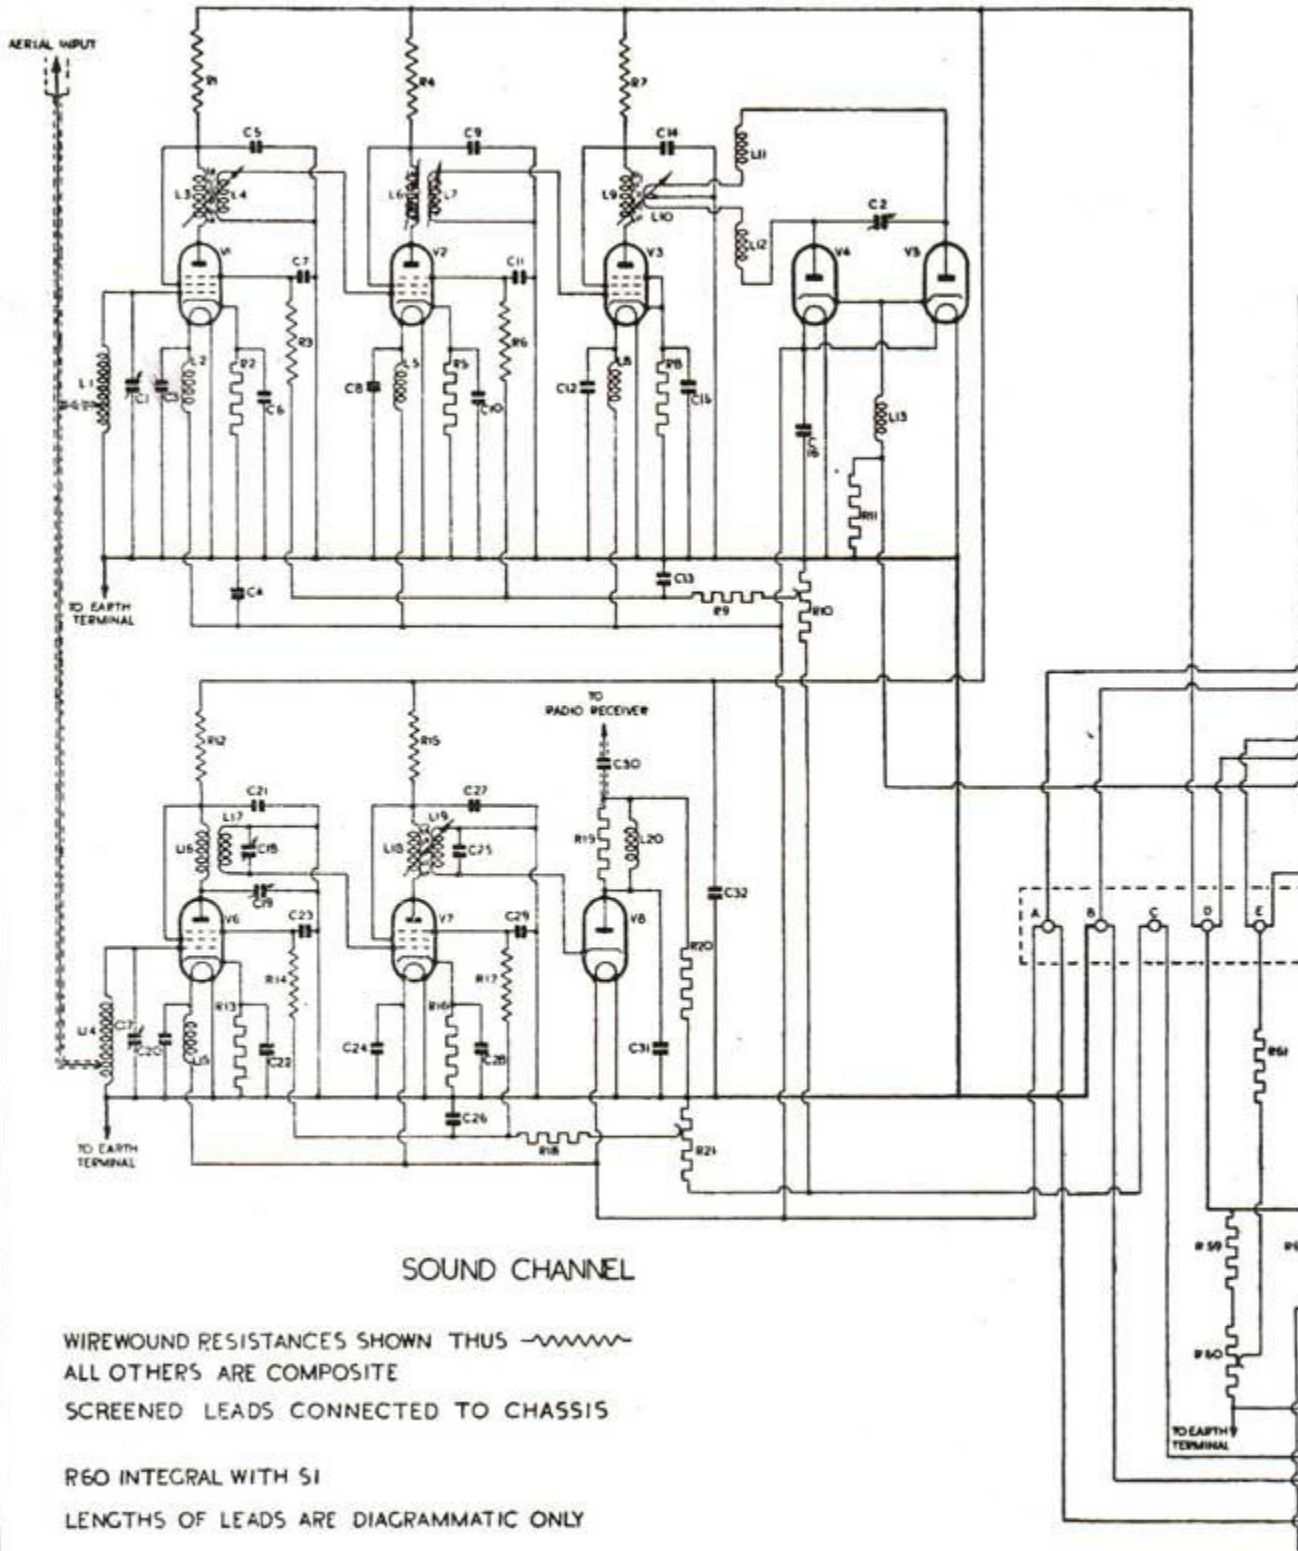 AERIAL INPUT
R1
R4
R7
C5
C9
C14
L11
L3
L4
L6
L7
L9
L10
C2
L12
V1
V2
V3
V4
V5
C7
C11
R3
R6
L1
C1
C3
L2
R2
C6
C8
L5
R5
C10
C12
L8
R8
C15
L13
R11
C4
C13
R9
R10
TO EARTH
TERMINAL
TO
RADIO RECEIVER
R12
R15
C30
C21
C27
L17
L19
L16
C18
L18
C25
R19
L20
C19
C32
V6
C23
V7
C29
V8
A
B
C
D
E
R14
R17
R20
L14
C17
C20
L15
R13
C22
C24
R16
C28
C31
R61
C26
R18
R21
TO EARTH
TERMINAL
R59
R60
TO EARTH
TERMINAL
SOUND CHANNEL
WIREWOUND RESISTANCES SHOWN THUS
ALL OTHERS ARE COMPOSITE
SCREENED LEADS CONNECTED TO CHASSIS
R60 INTEGRAL WITH S1
LENGTHS OF LEADS ARE DIAGRAMMATIC ONLY